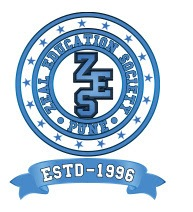 ZEAL EDUCATION SOCIETY
ZES
PUNE
ESTD-1996